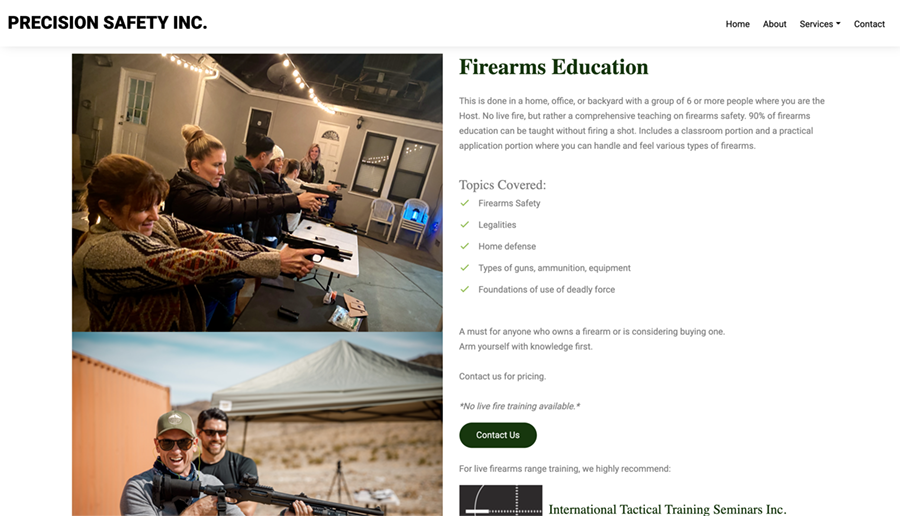 PRECISION SAFETY INC.
Home About Services Contact
Firearms Education
This is done in a home, office, or backyard with a group of 6 or more people where you are the
Host. No live fire, but rather a comprehensive teaching on firearms safety. 90% of firearms
education can be taught without firing a shot. Includes a classroom portion and a practical
application portion where you can handle and feel various types of firearms.
Topics Covered:
Firearms Safety
Legalities
Home defense
Types of guns, ammunition, equipment
Foundations of use of deadly force
A must for anyone who owns a firearm or is considering buying one.
Arm yourself with knowledge first.
Contact us for pricing.
*No live fire training available.*
Contact Us
For live firearms range training, we highly recommend:
International Tactical Training Seminars Inc.